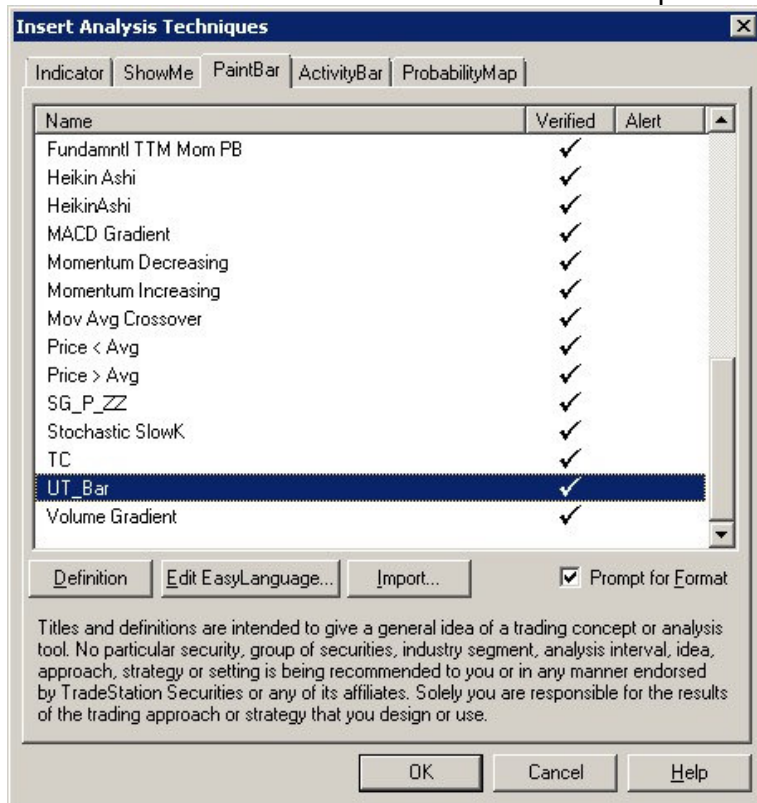 Insert Analysis Techniques
Indicator ShowMe PaintBar ActivityBar ProbabilityMap
Name Verified Alert
Fundamntl TTM Mom PB
Heikin Ashi
HeikinAshi
MACD Gradient
Momentum Decreasing
Momentum Increasing
Mov Avg Crossover
Price < Avg
Price > Avg
SG_P_ZZ
Stochastic SlowK
TC
UT_Bar
Volume Gradient
Definition Edit EasyLanguage... Import... Prompt for Format
Titles and definitions are intended to give a general idea of a trading concept or analysis
tool. No particular security, group of securities, industry segment, analysis interval, idea,
approach, strategy or setting is being recommended to you or in any manner endorsed
by TradeStation Securities or any of its affiliates. Solely you are responsible for the results
of the trading approach or strategy that you design or use.
OK Cancel Help